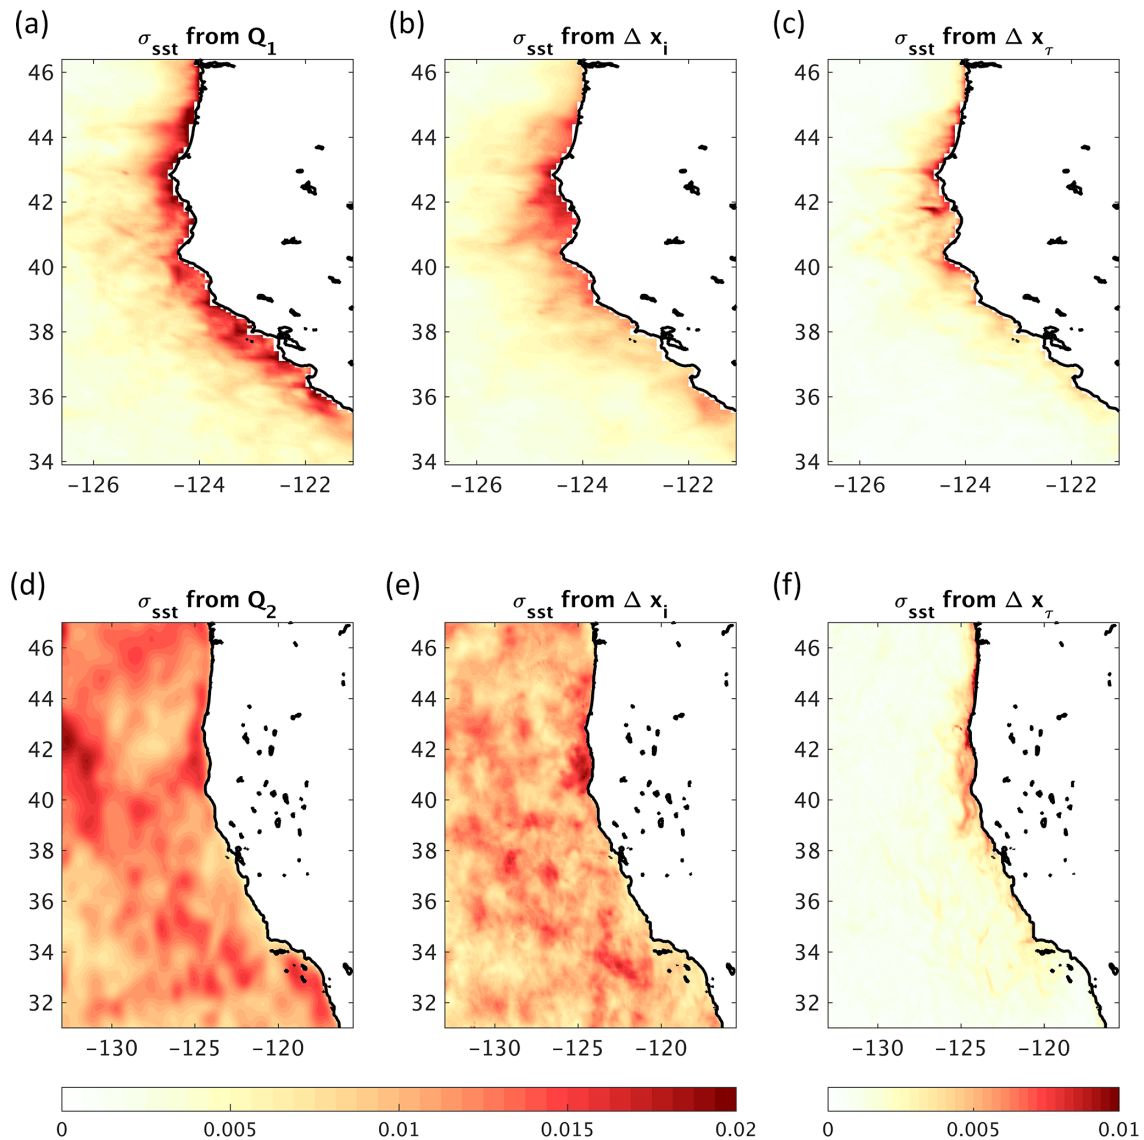 (a) (b) (c)
σsst from Q1 σsst from Δ xi σsst from Δ xτ
46 46 46
44 44 44
42 42 42
40 40 40
38 38 38
36 36 36
34 34 34
−126 −124 −122 −126 −124 −122 −126 −124 −122
(d) (e) (f)
σsst from Q2 σsst from Δ xi σsst from Δ xτ
46 46 46
44 44 44
42 42 42
40 40 40
38 38 38
36 36 36
34 34 34
32 32 32
−130 −125 −120 −130 −125 −120 −130 −125 −120
0 0.005 0.01 0.015 0.02 0 0.005 0.01